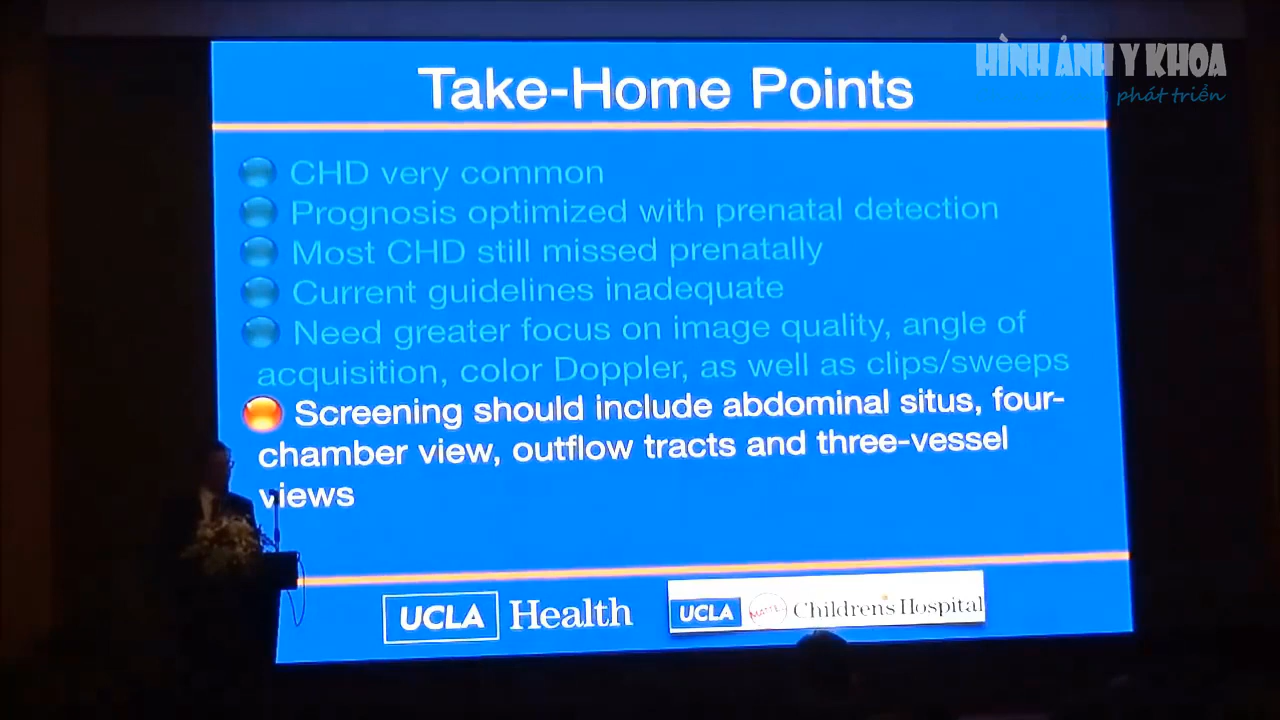 HÌNH ẢNH Y KHOA
phát triển
Take-Home Points
CHD very common
Prognosis optimized with prenatal detection
Most CHD still missed prenatally
Current guidelines inadequate
Need greater focus on image quality, angle of
acquisition, color Doppler, as well as clips/sweeps
Screening should include abdominal situs, four-
chamber view, outflow tracts and three-vessel
views
UCLA Health
UCLA Mattel Children's Hospital